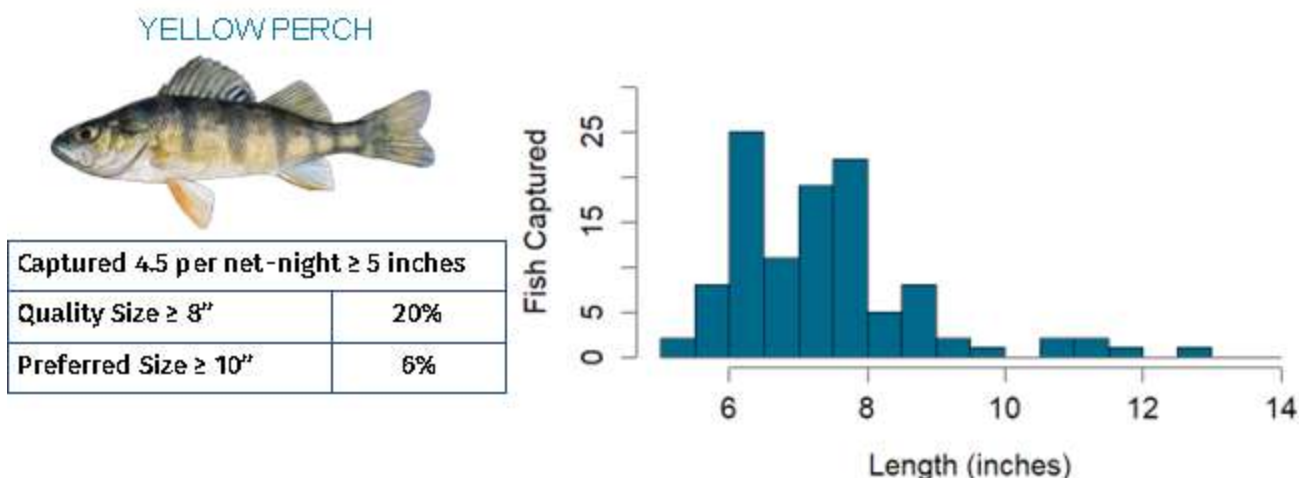 YELLOW PERCH
Captured 4.5 per net-night ≥ 5 inches
Quality Size ≥ 8” 20%
Preferred Size ≥ 10” 6%
Fish Captured
25
15
5
0
6 8 10 12 14
Length (inches)